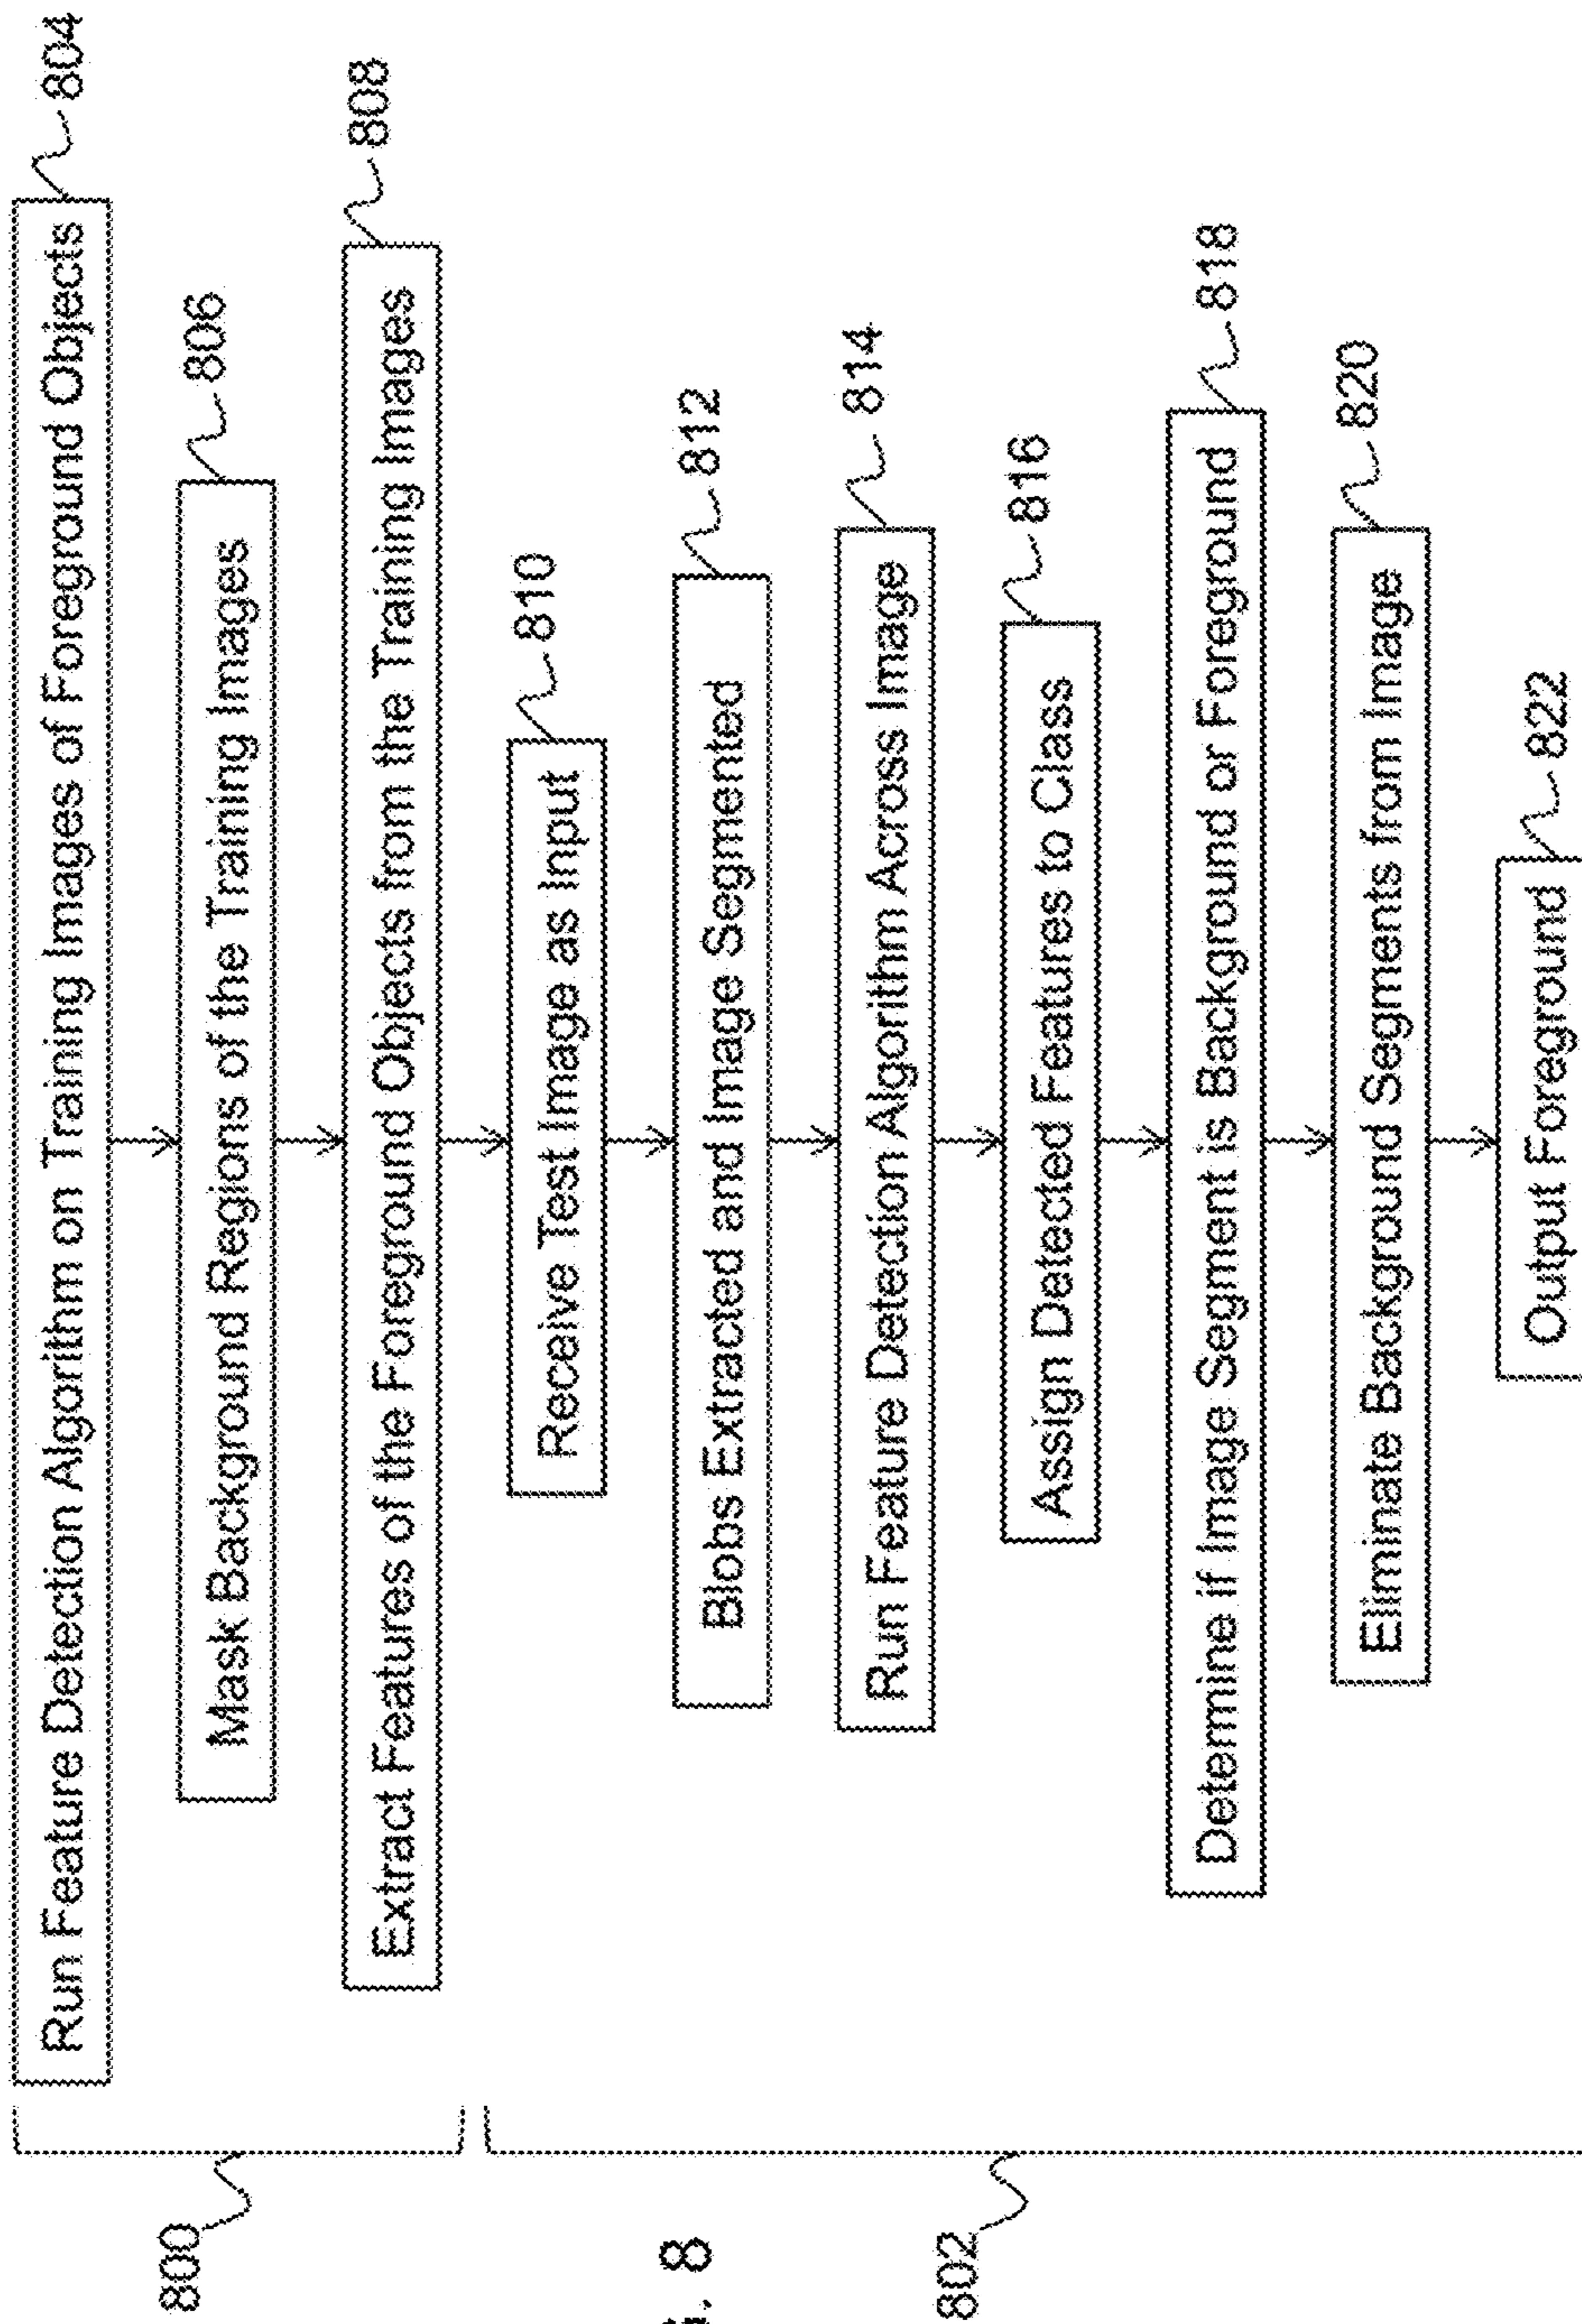 Run Feature Detection Algorithm on Training Images of Foreground Objects
804
Mask Background Regions of the Training Images
806
800
Extract Features of the Foreground Objects from the Training Images
808
Receive Test Image as Input
810
Blobs Extracted and Image Segmented
812
8
Run Feature Detection Algorithm Across Image
814
802
Assign Detected Features to Class
816
Determine if Image Segment is Background or Foreground
818
Eliminate Background Segments from Image
820
Output Foreground
822